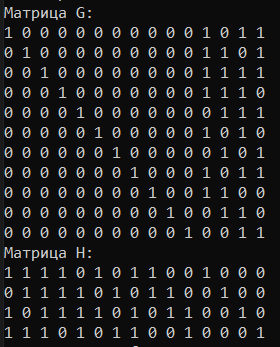 Матрица G:
1 0 0 0 0 0 0 0 0 0 0 1 0 1 1
0 1 0 0 0 0 0 0 0 0 0 1 1 0 1
0 0 1 0 0 0 0 0 0 0 0 1 1 1 1
0 0 0 1 0 0 0 0 0 0 0 1 1 1 0
0 0 0 0 1 0 0 0 0 0 0 0 1 1 1
0 0 0 0 0 1 0 0 0 0 0 1 0 1 0
0 0 0 0 0 0 1 0 0 0 0 0 1 0 1
0 0 0 0 0 0 0 1 0 0 0 1 0 1 1
0 0 0 0 0 0 0 0 1 0 0 1 1 0 0
0 0 0 0 0 0 0 0 0 1 0 0 1 1 0
0 0 0 0 0 0 0 0 0 0 1 0 0 1 1
Матрица H:
1 1 1 1 0 1 0 1 1 0 0 1 0 0 0
0 1 1 1 1 0 1 0 1 1 0 0 1 0 0
1 0 1 1 1 1 0 1 0 1 1 0 0 1 0
1 1 1 0 1 0 1 1 0 0 1 0 0 0 1